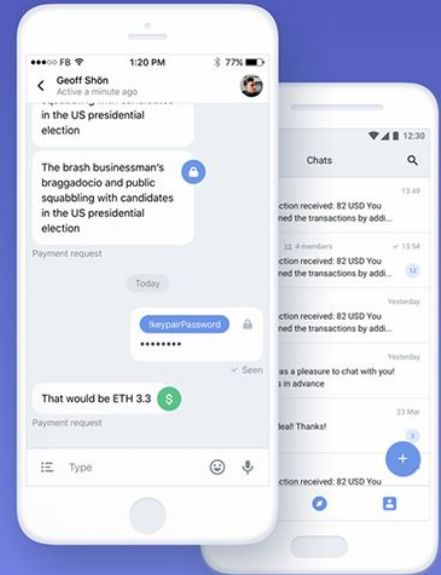 FB
1:20 PM
77%
Geoff Shōn
Active a minute ago
in the US presidential
election
The brash businessman's
braggadocio and public
squabbling with candidates
in the US presidential
election
Payment request
Today
!keypairPassword
••••••••
✓ Seen
That would be ETH 3.3
$
Payment request
Type
12:30
Chats
13:49
ction received: 82 USD You
ned the transactions by addi...
4 members
✓ 13:54
ction received: 82 USD You
ned the transactions by addi...
12
Yesterday
ction received: 82 USD You
ned the transactions by addi...
Yesterday
as a pleasure to chat with you!
s in advance
23 Mar
deal! Thanks!
3
+
ction received: 82 USD You